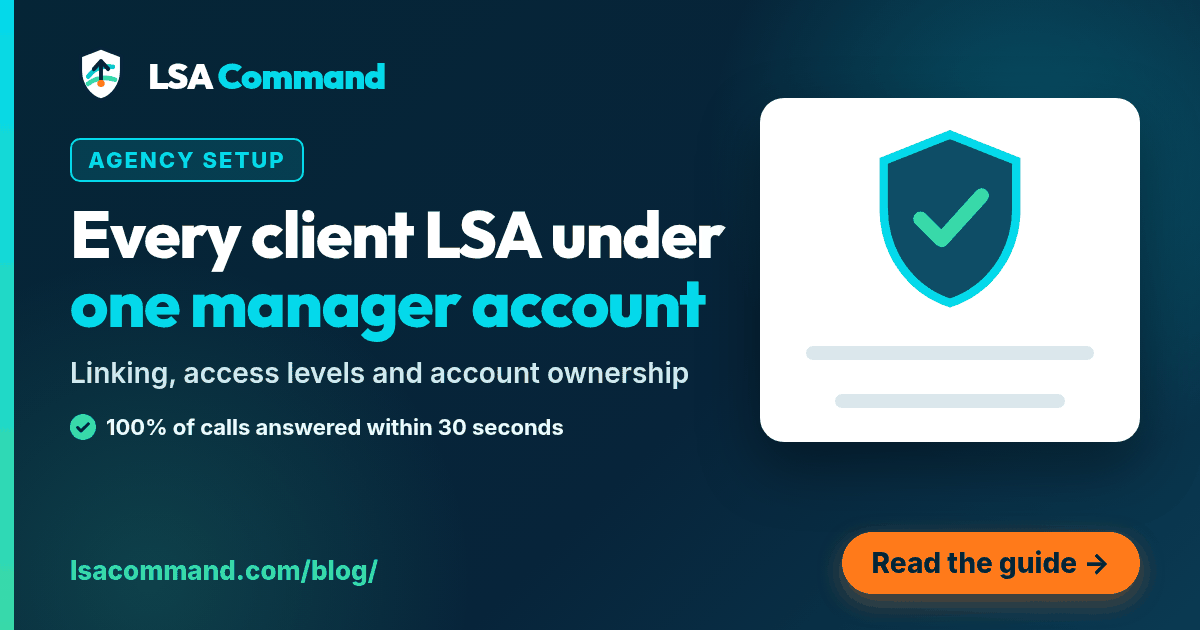 LSA Command
AGENCY SETUP
Every client LSA under
one manager account
Linking, access levels and account ownership
100% of calls answered within 30 seconds
lsacommand.com/blog/
Read the guide →